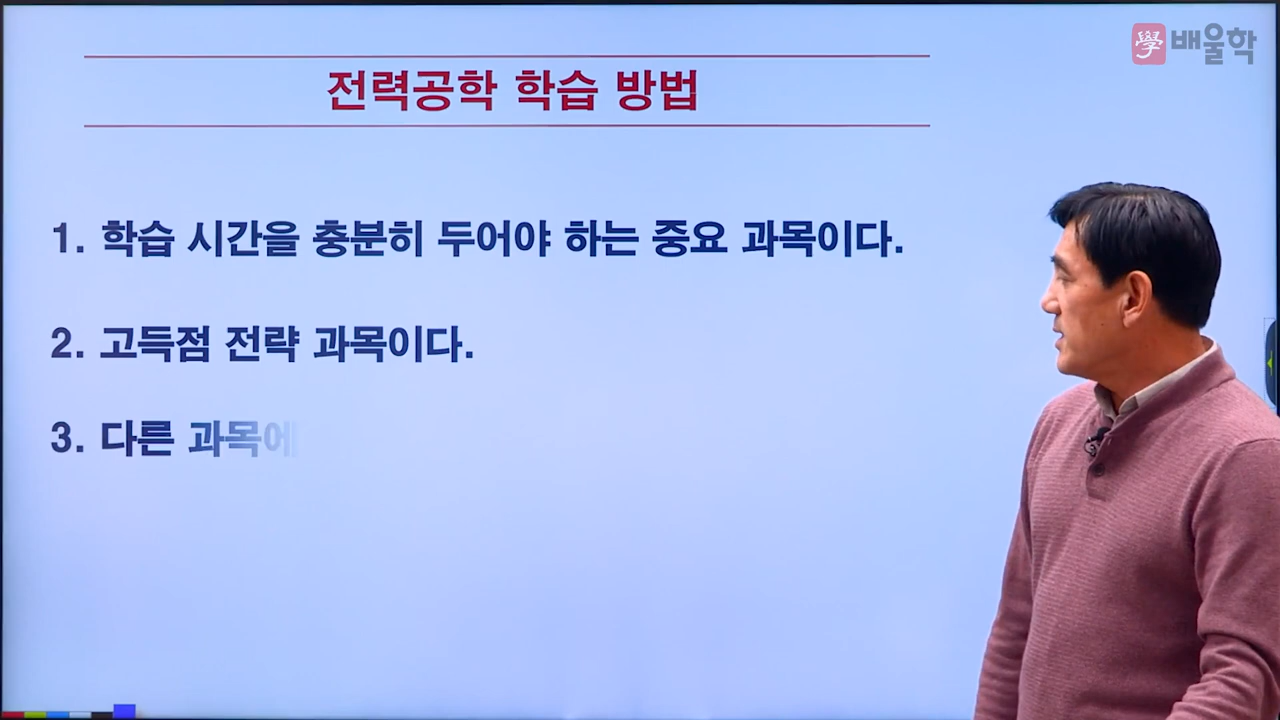 學 배울학
전력공학 학습 방법
1. 학습 시간을 충분히 두어야 하는 중요 과목이다.
2. 고득점 전략 과목이다.
3. 다른 과목에